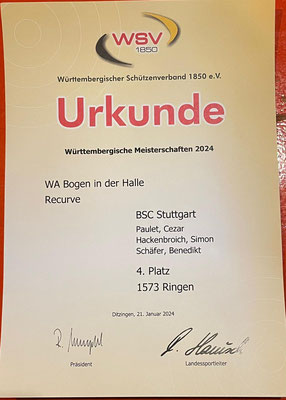 WSV
1850
Württembergischer Schützenverband 1850 e.V.
Urkunde
Württembergische Meisterschaften 2024
WA Bogen in der Halle
Recurve
BSC Stuttgart
Paulet, Cezar
Hackenbroich, Simon
Schäfer, Benedikt
4. Platz
1573 Ringen
Ditzingen, 21. Januar 2024
Präsident
Landessportleiter